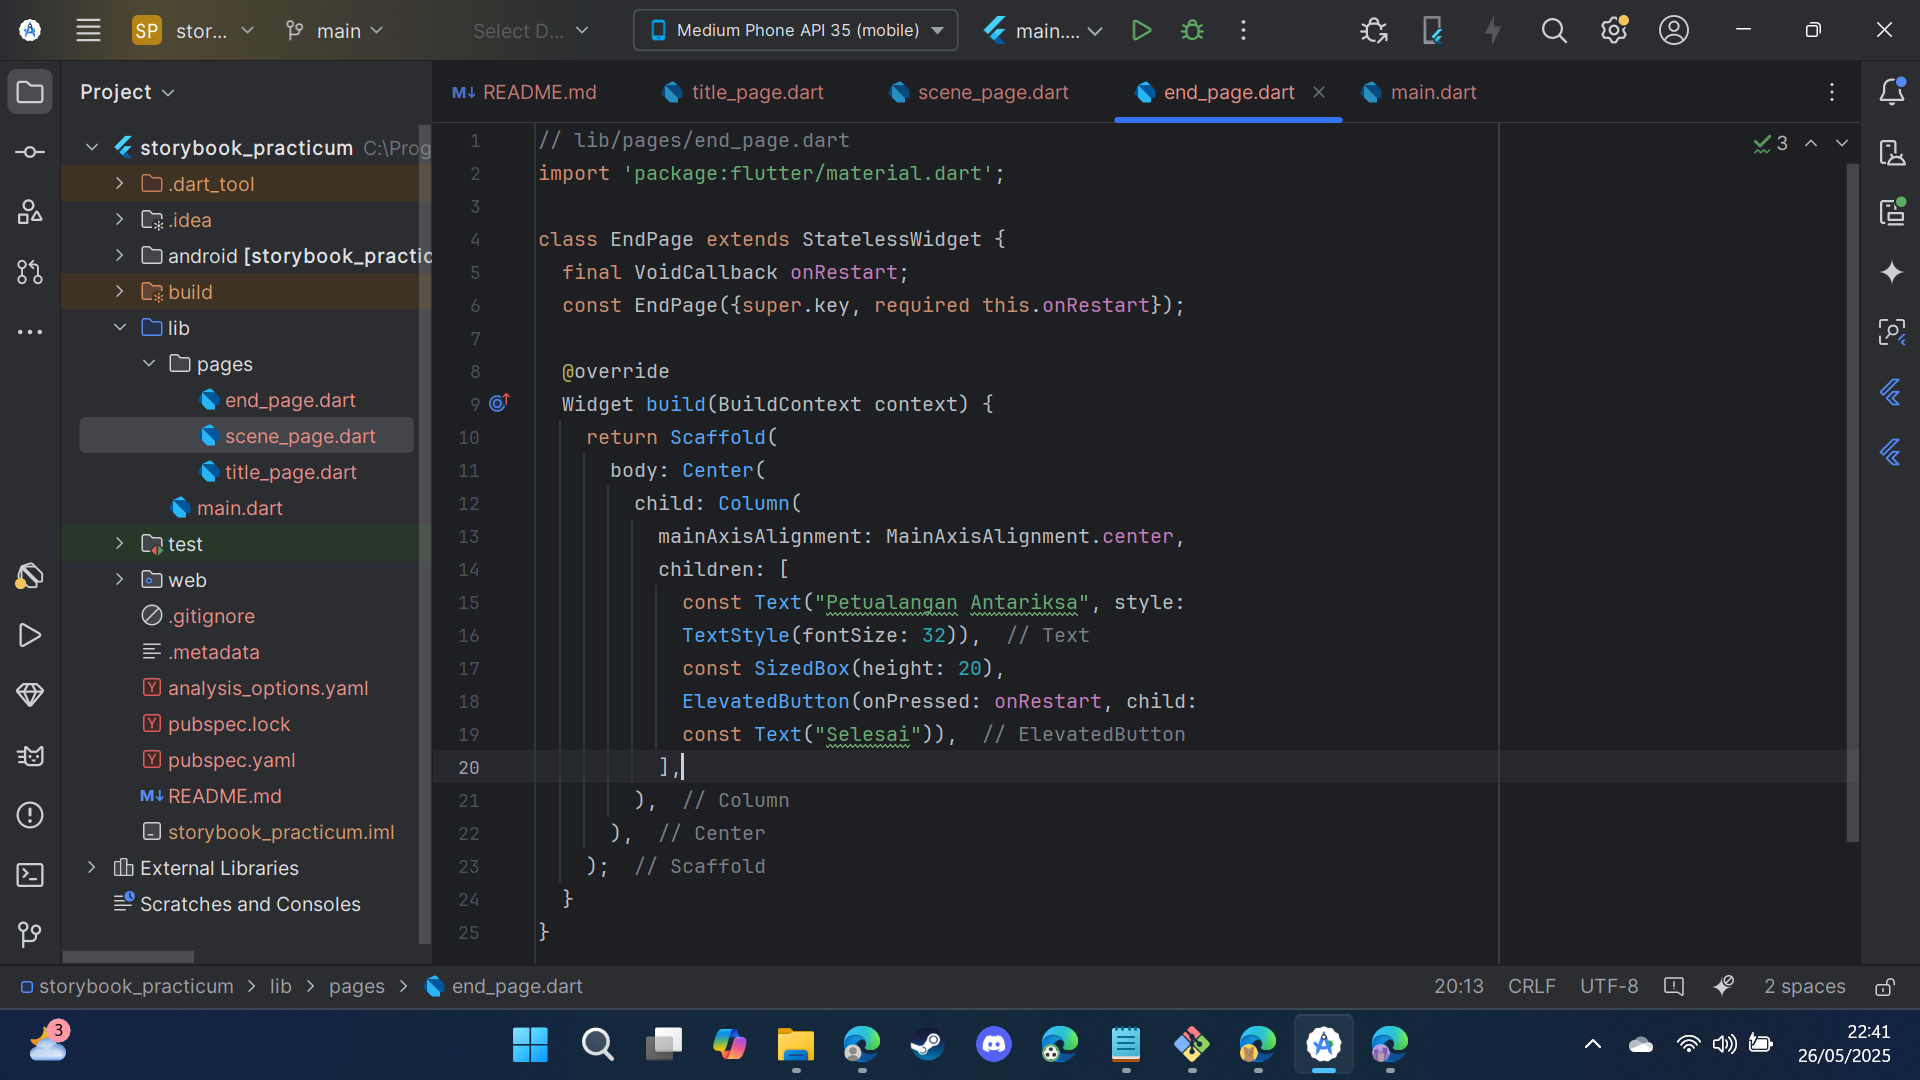 SP stor... main Select D... Medium Phone API 35 (mobile) main....
Project
README.md title_page.dart scene_page.dart end_page.dart main.dart
storybook_practicum C:\Prog
.dart_tool
.idea
android [storybook_practic
build
lib
pages
end_page.dart
scene_page.dart
title_page.dart
main.dart
test
web
.gitignore
.metadata
analysis_options.yaml
pubspec.lock
pubspec.yaml
M↓ README.md
storybook_practicum.iml
External Libraries
Scratches and Consoles
3
1 // lib/pages/end_page.dart
2 import 'package:flutter/material.dart';
3
4 class EndPage extends StatelessWidget {
5 final VoidCallback onRestart;
6 const EndPage({super.key, required this.onRestart});
7
8 @override
9 Widget build(BuildContext context) {
10 return Scaffold(
11 body: Center(
12 child: Column(
13 mainAxisAlignment: MainAxisAlignment.center,
14 children: [
15 const Text("Petualangan Antariksa", style:
16 TextStyle(fontSize: 32)), // Text
17 const SizedBox(height: 20),
18 ElevatedButton(onPressed: onRestart, child:
19 const Text("Selesai")), // ElevatedButton
20 ],
21 ), // Column
22 ), // Center
23 ); // Scaffold
24 }
25 }
storybook_practicum > lib > pages > end_page.dart 20:13 CRLF UTF-8 2 spaces
3
22:41
26/05/2025